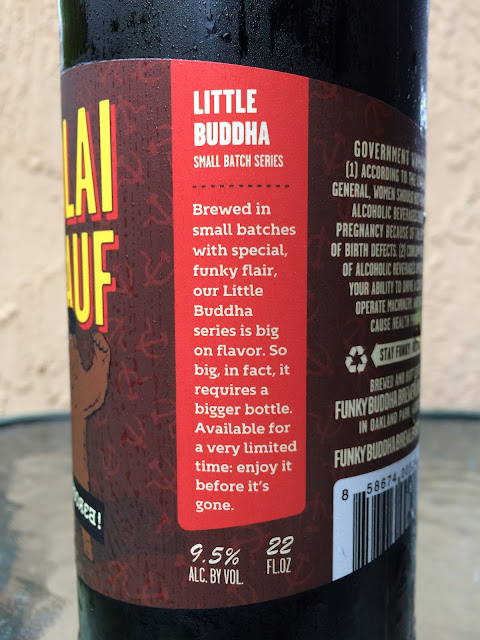 LAI
AUF
LITTLE
BUDDHA
SMALL BATCH SERIES
Brewed in
small batches
with special,
funky flair,
our Little
Buddha
series is big
on flavor. So
big, in fact, it
requires a
bigger bottle.
Available for
a very limited
time: enjoy it
before it's
gone.
9.5%
ALC. BY VOL.
22
FL.OZ
GOVERNMENT
(1) ACCORDING TO THE
GENERAL, WOMEN SHOULD
ALCOHOLIC BEVERAGES
PREGNANCY BECAUSE OF
OF BIRTH DEFECTS. (2)
OF ALCOHOLIC BEVERAGES
YOUR ABILITY TO DRIVE
OPERATE MACHINERY,
CAUSE HEALTH
STAY FUNKY.
BREWED AND
FUNKY BUDDHA
IN OAKLAND PARK,
FUNKYBUDDHABREWE
8 58674 00